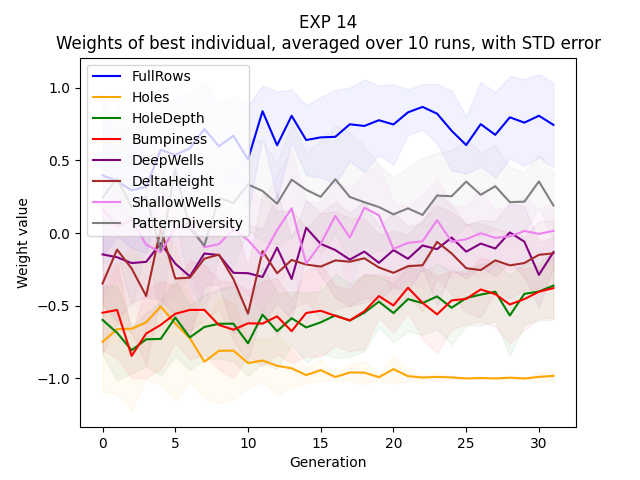 EXP 14
Weights of best individual, averaged over 10 runs, with STD error
1.0
0.5
0.0
−0.5
−1.0
Weight value
FullRows
Holes
HoleDepth
Bumpiness
DeepWells
DeltaHeight
ShallowWells
PatternDiversity
0 5 10 15 20 25 30
Generation